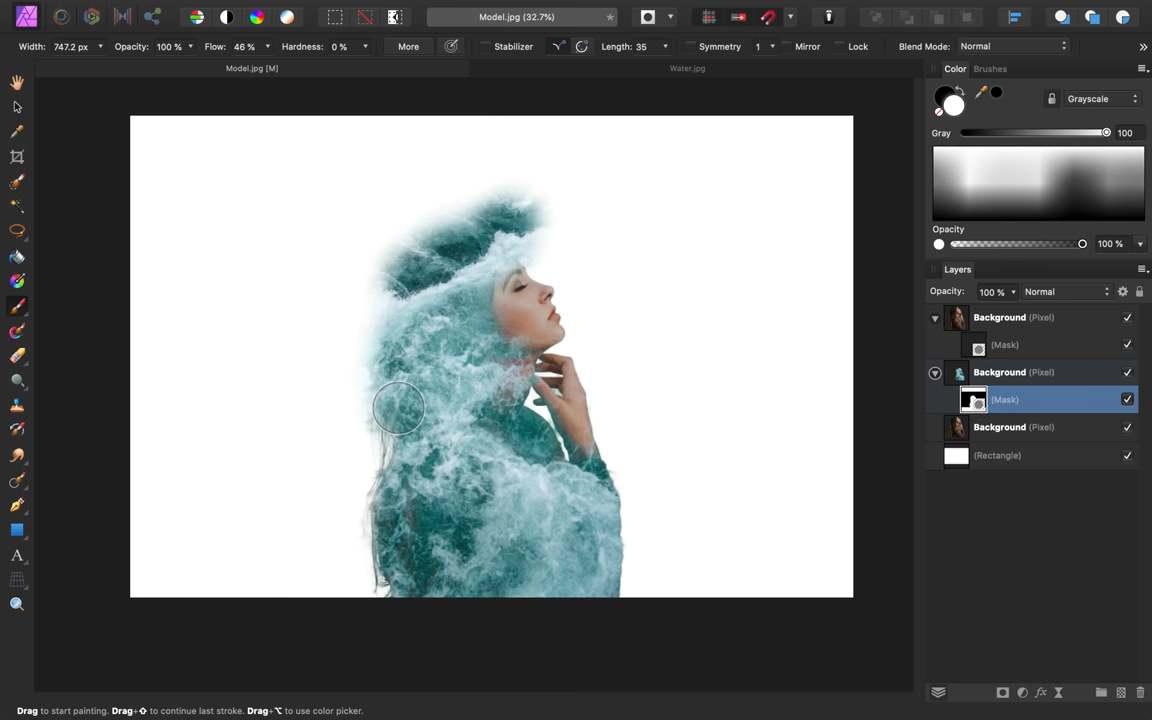 Model.jpg (32.7%)
Width: 747.2 px Opacity: 100 % Flow: 46 % Hardness: 0 % More Stabilizer Length: 35 Symmetry 1 Mirror Lock Blend Mode: Normal
Model.jpg [M] Water.jpg
Color Brushes
Grayscale
Gray 100
Opacity
100 %
Layers
Opacity: 100 % Normal
Background (Pixel)
(Mask)
Background (Pixel)
(Mask)
Background (Pixel)
(Rectangle)
A
fx
Drag to start painting. Drag+⇧ to continue last stroke. Drag+⌥ to use color picker.